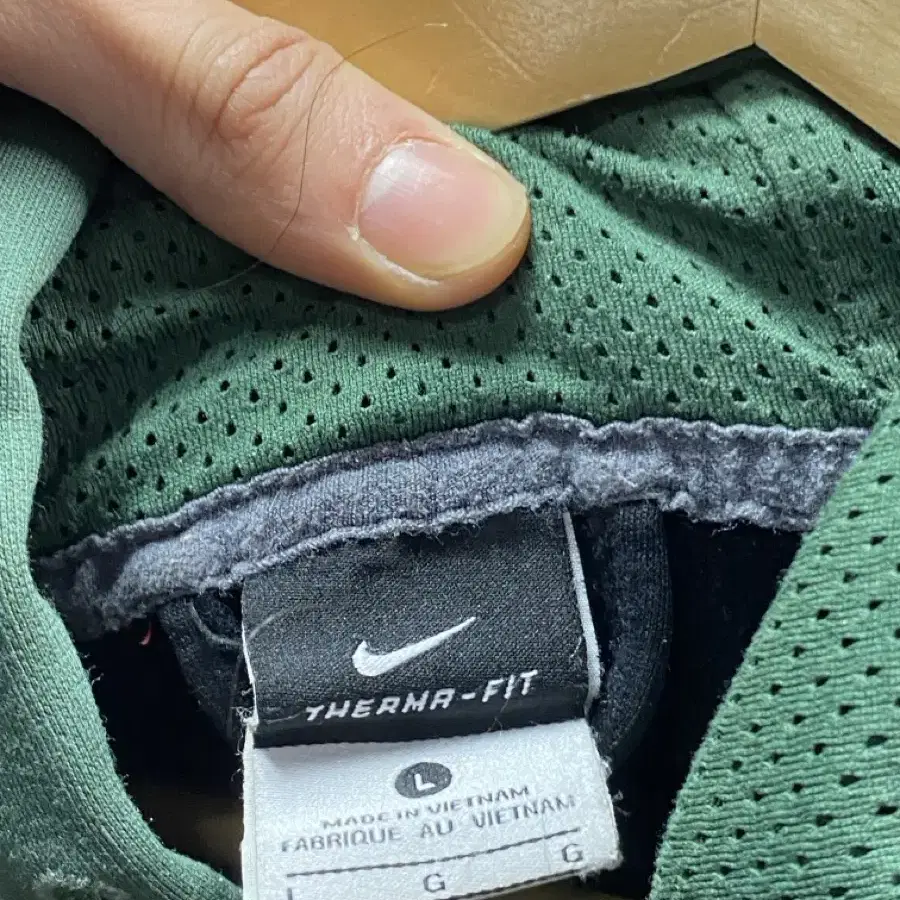 THERMA-FIT
L
MADE IN VIETNAM
FABRIQUE AU VIETNAM
L G G